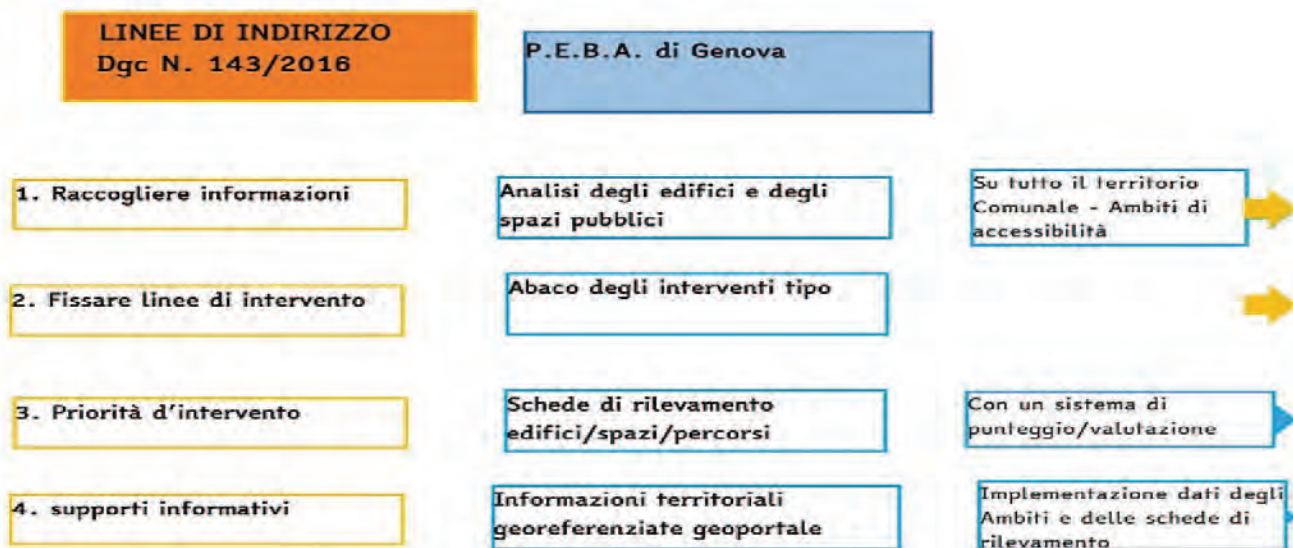 LINEE DI INDIRIZZO
Dgc N. 143/2016
P.E.B.A. di Genova
1. Raccogliere informazioni
Analisi degli edifici e degli
spazi pubblici
Su tutto il territorio
Comunale - Ambiti di
accessibilità
2. Fissare linee di intervento
Abaco degli interventi tipo
3. Priorità d'intervento
Schede di rilevamento
edifici/spazi/percorsi
Con un sistema di
punteggio/valutazione
4. supporti informativi
Informazioni territoriali
georeferenziate geoportale
Implementazione dati degli
Ambiti e delle schede di
rilevamento